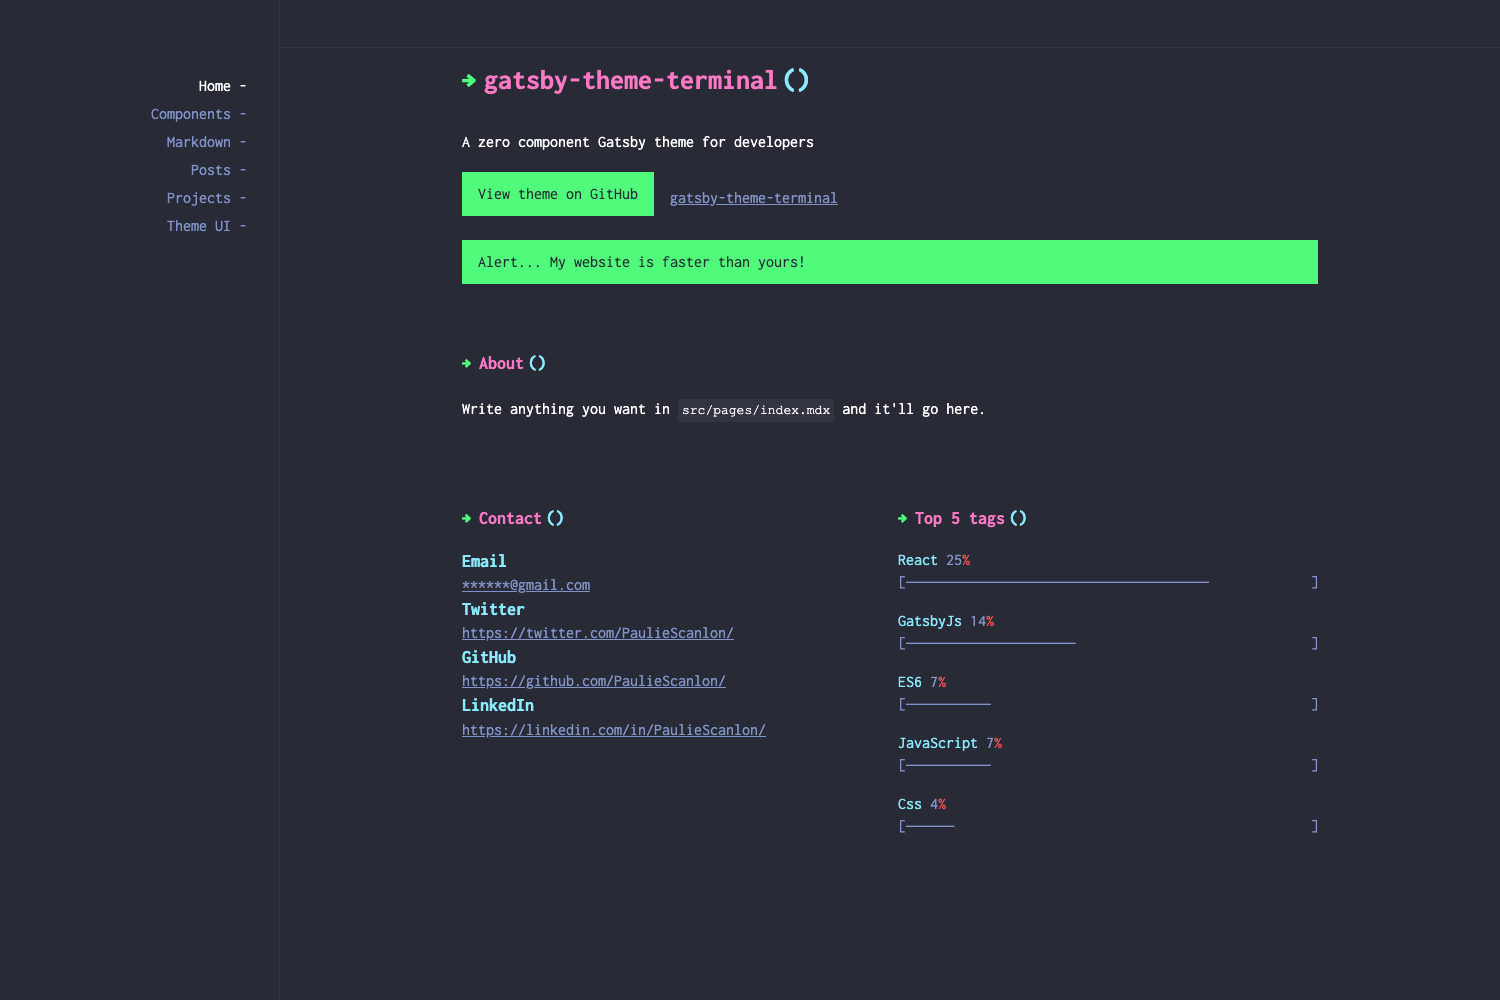 Home -
Components -
Markdown -
Posts -
Projects -
Theme UI -
→ gatsby-theme-terminal ()
A zero component Gatsby theme for developers
View theme on GitHub gatsby-theme-terminal
Alert... My website is faster than yours!
→ About ()
Write anything you want in src/pages/index.mdx and it'll go here.
→ Contact ()
Email
******@gmail.com
Twitter
https://twitter.com/PaulieScanlon/
GitHub
https://github.com/PaulieScanlon/
LinkedIn
https://linkedin.com/in/PaulieScanlon/
→ Top 5 tags ()
React 25%
[ ]
GatsbyJs 14%
[ ]
ES6 7%
[ ]
JavaScript 7%
[ ]
Css 4%
[ ]